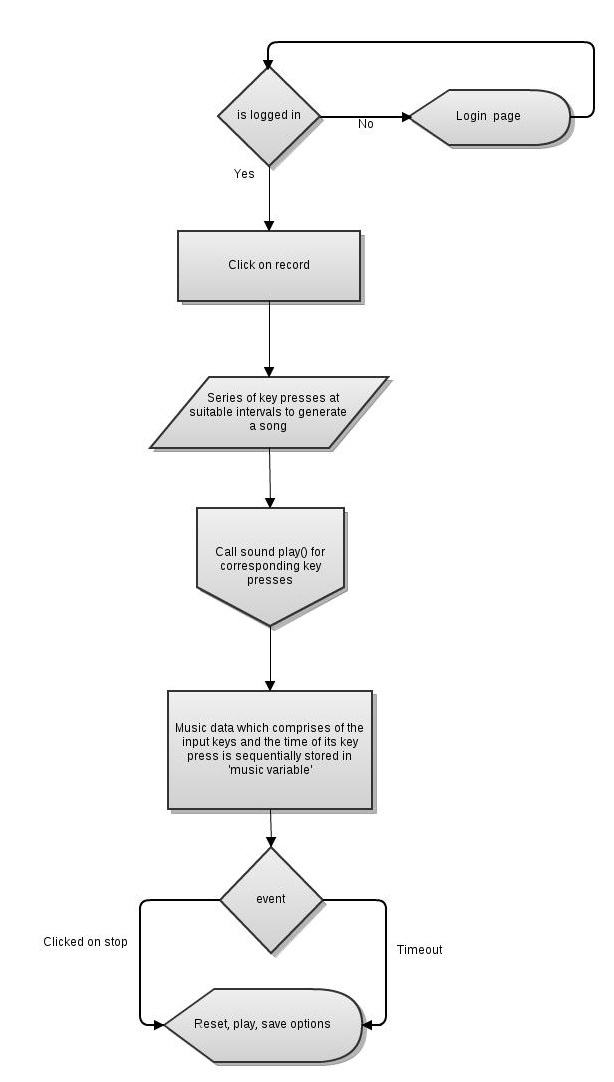 is logged in
Login page
No
Yes
Click on record
Series of key presses at
suitable intervals to generate
a song
Call sound play() for
corresponding key
presses
Music data which comprises of the
input keys and the time of its key
press is sequentially stored in
'music variable'
event
Clicked on stop
Timeout
Reset, play, save options